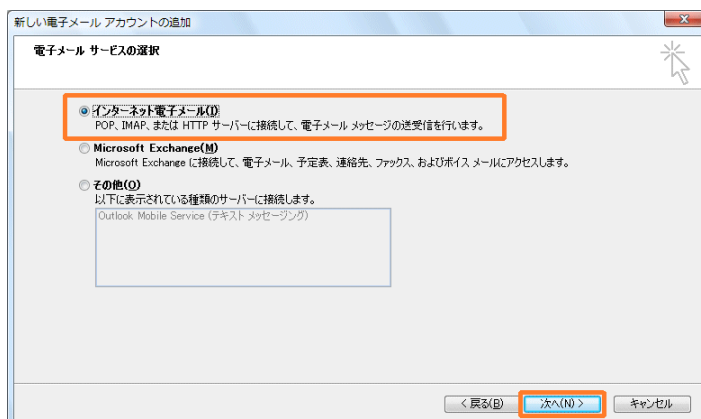 新しい電子メール アカウントの追加
電子メール サービスの選択
インターネット電子メール(I)
POP、IMAP、または HTTP サーバーに接続して、電子メール メッセージの送受信を行います。
Microsoft Exchange(M)
Microsoft Exchange に接続して、電子メール、予定表、連絡先、ファックス、およびボイス メールにアクセスします。
その他(O)
以下に表示されている種類のサーバーに接続します。
Outlook Mobile Service (テキスト メッセージング)
< 戻る(B) 次へ(N) > キャンセル